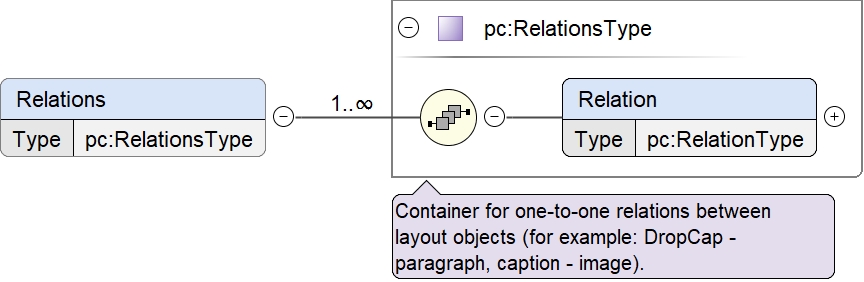 pc:RelationsType
Relations
Type pc:RelationsType
1..∞
Relation
Type pc:RelationType
Container for one-to-one relations between
layout objects (for example: DropCap -
paragraph, caption - image).